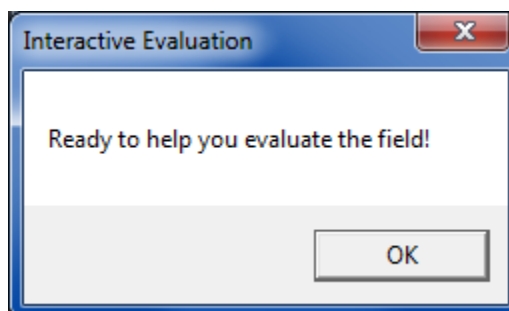 Interactive Evaluation
Ready to help you evaluate the field!
OK